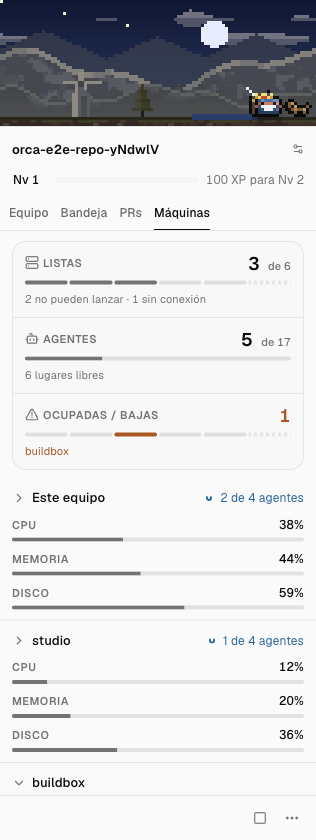 orca-e2e-repo-yNdwlV
Nv 1 100 XP para Nv 2
Equipo Bandeja PRs Máquinas
LISTAS 3 de 6
2 no pueden lanzar · 1 sin conexión
AGENTES 5 de 17
6 lugares libres
OCUPADAS / BAJAS 1
buildbox
Este equipo 2 de 4 agentes
CPU 38%
MEMORIA 44%
DISCO 59%
studio 1 de 4 agentes
CPU 12%
MEMORIA 20%
DISCO 36%
buildbox